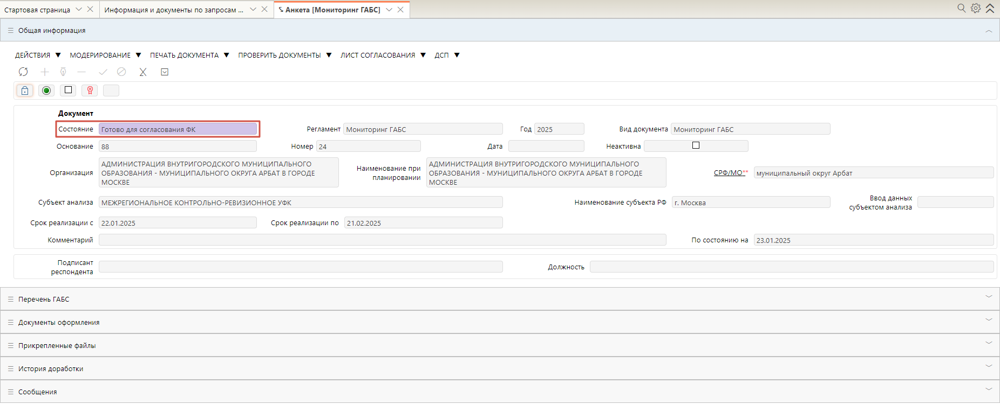 Стартовая страница
Информация и документы по запросам ...
Анкета [Мониторинг ГАБС]
Общая информация
ДЕЙСТВИЯ ▼ МОДЕРИРОВАНИЕ ▼ ПЕЧАТЬ ДОКУМЕНТА ▼ ПРОВЕРИТЬ ДОКУМЕНТЫ ▼ ЛИСТ СОГЛАСОВАНИЯ ▼ ДСП ▼
Документ
Состояние Готово для согласования ФК Регламент Мониторинг ГАБС Год 2025 Вид документа Мониторинг ГАБС
Основание 88 Номер 24 Дата Неактивна
Организация
АДМИНИСТРАЦИЯ ВНУТРИГОРОДСКОГО МУНИЦИПАЛЬНОГО
ОБРАЗОВАНИЯ - МУНИЦИПАЛЬНОГО ОКРУГА АРБАТ В ГОРОДЕ
МОСКВЕ
Наименование при
планировании
АДМИНИСТРАЦИЯ ВНУТРИГОРОДСКОГО МУНИЦИПАЛЬНОГО
ОБРАЗОВАНИЯ - МУНИЦИПАЛЬНОГО ОКРУГА АРБАТ В ГОРОДЕ
МОСКВЕ
СРФ/МО** муниципальный округ Арбат
Субъект анализа МЕЖРЕГИОНАЛЬНОЕ КОНТРОЛЬНО-РЕВИЗИОННОЕ УФК Наименование субъекта РФ г. Москва
Ввод данных
субъектом анализа
Срок реализации с 22.01.2025 Срок реализации по 21.02.2025
Комментарий По состоянию на 23.01.2025
Подписант
респондента
Должность
Перечень ГАБС
Документы оформления
Прикрепленные файлы
История доработки
Сообщения